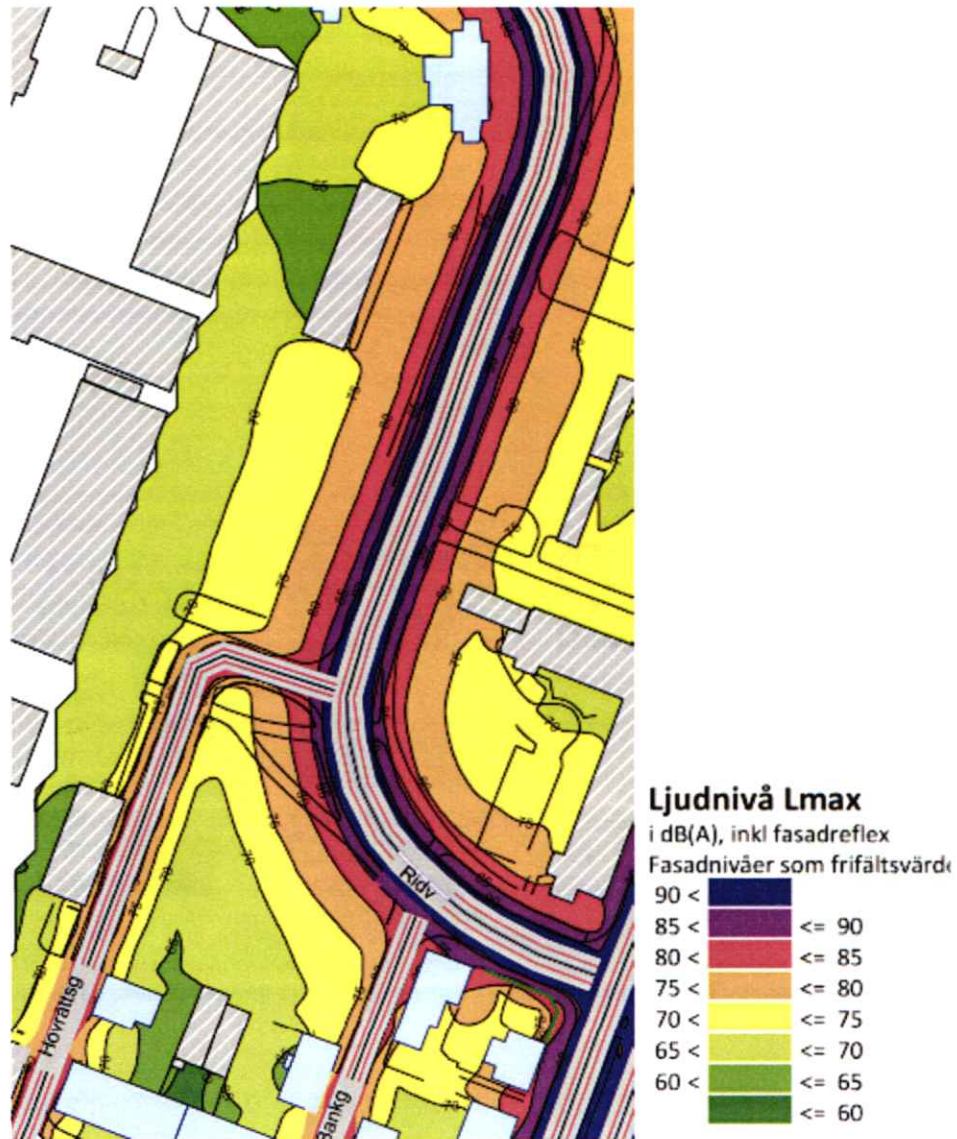 Ridv
Hovrättsg
Bankg
Ljudnivå Lmax
i dB(A), inkl fasadreflex
Fasadnivåer som frifältsvärde
90 <
85 < <= 90
80 < <= 85
75 < <= 80
70 < <= 75
65 < <= 70
60 < <= 65
<= 60